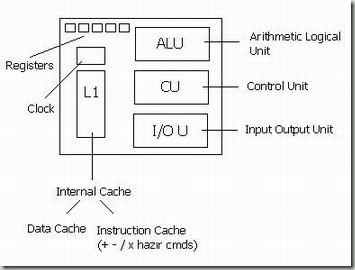 ALU
Arithmetic Logical
Unit
Registers
Clock
L1
CU
Control Unit
I/O U
Input Output Unit
Internal Cache
Data Cache
Instruction Cache
(+ - / x hazır cmds)